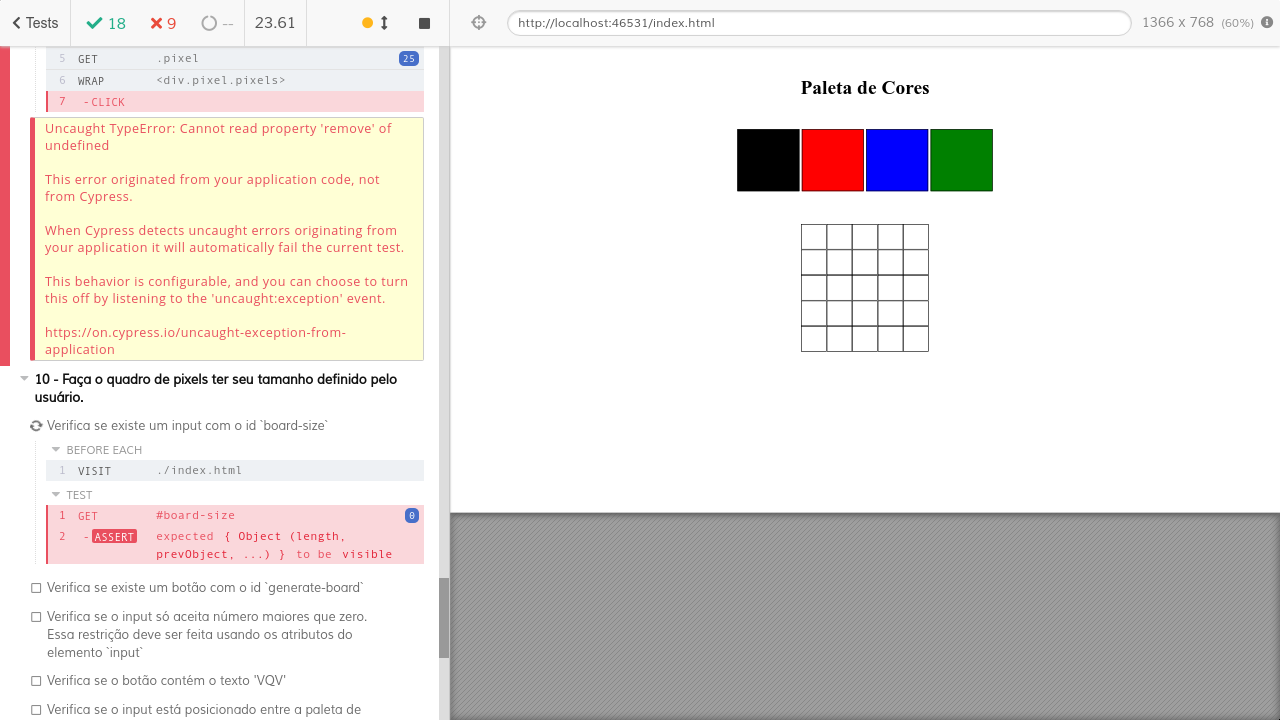 Tests
18
9
--
23.61
http://localhost:46531/index.html
1366 x 768 (60%)
5 GET .pixel 25
6 WRAP <div.pixel.pixels>
7 -CLICK
Uncaught TypeError: Cannot read property 'remove' of
undefined
This error originated from your application code, not
from Cypress.
When Cypress detects uncaught errors originating from
your application it will automatically fail the current test.
This behavior is configurable, and you can choose to turn
this off by listening to the 'uncaught:exception' event.
https://on.cypress.io/uncaught-exception-from-
application
10 - Faça o quadro de pixels ter seu tamanho definido pelo
usuário.
Verifica se existe um input com o id `board-size`
BEFORE EACH
1 VISIT ./index.html
TEST
1 GET #board-size 0
2 -ASSERT expected { Object (length,
prevObject, ...) } to be visible
Verifica se existe um botão com o id `generate-board`
Verifica se o input só aceita número maiores que zero.
Essa restrição deve ser feita usando os atributos do
elemento `input`
Verifica se o botão contém o texto 'VQV'
Verifica se o input está posicionado entre a paleta de
Paleta de Cores